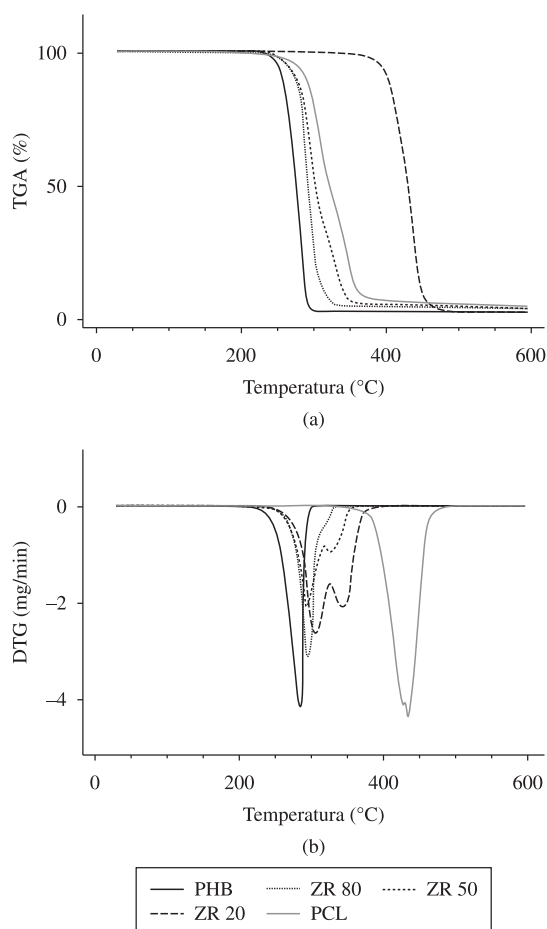 100
50
0
TGA (%)
0 200 400 600
Temperatura (°C)
(a)
0
–2
–4
DTG (mg/min)
0 200 400 600
Temperatura (°C)
(b)
PHB ZR 80 ZR 50
ZR 20 PCL